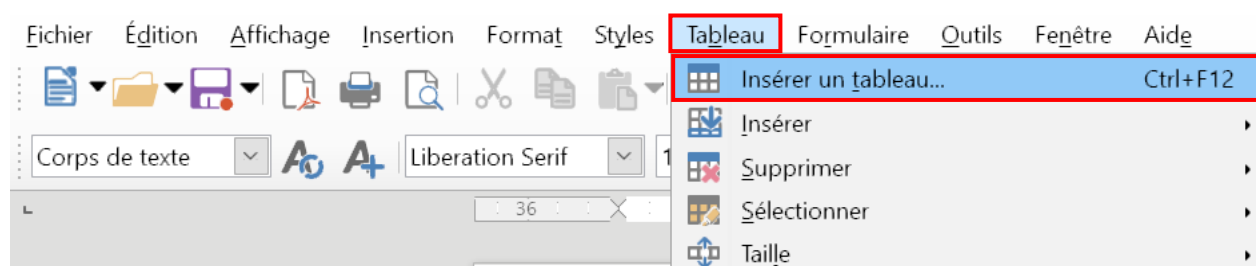 Fichier Édition Affichage Insertion Format Styles Tableau Formulaire Outils Fenêtre Aide
Insérer un tableau... Ctrl+F12
Insérer
Corps de texte Liberation Serif 1
Supprimer
36
Sélectionner
Taille